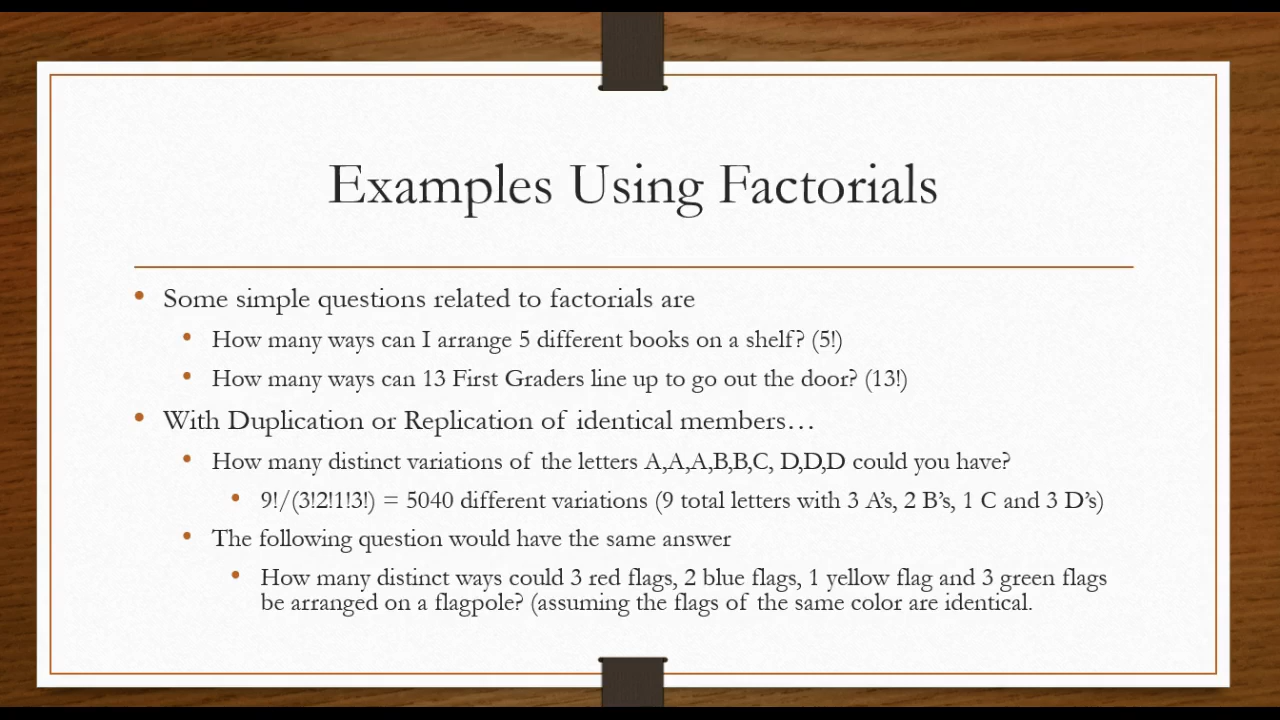 Examples Using Factorials
• Some simple questions related to factorials are
• How many ways can I arrange 5 different books on a shelf? (5!)
• How many ways can 13 First Graders line up to go out the door? (13!)
• With Duplication or Replication of identical members…
• How many distinct variations of the letters A,A,A,B,B,C, D,D,D could you have?
• 9!/(3!2!1!3!) = 5040 different variations (9 total letters with 3 A’s, 2 B’s, 1 C and 3 D’s)
• The following question would have the same answer
• How many distinct ways could 3 red flags, 2 blue flags, 1 yellow flag and 3 green flags
be arranged on a flagpole? (assuming the flags of the same color are identical.